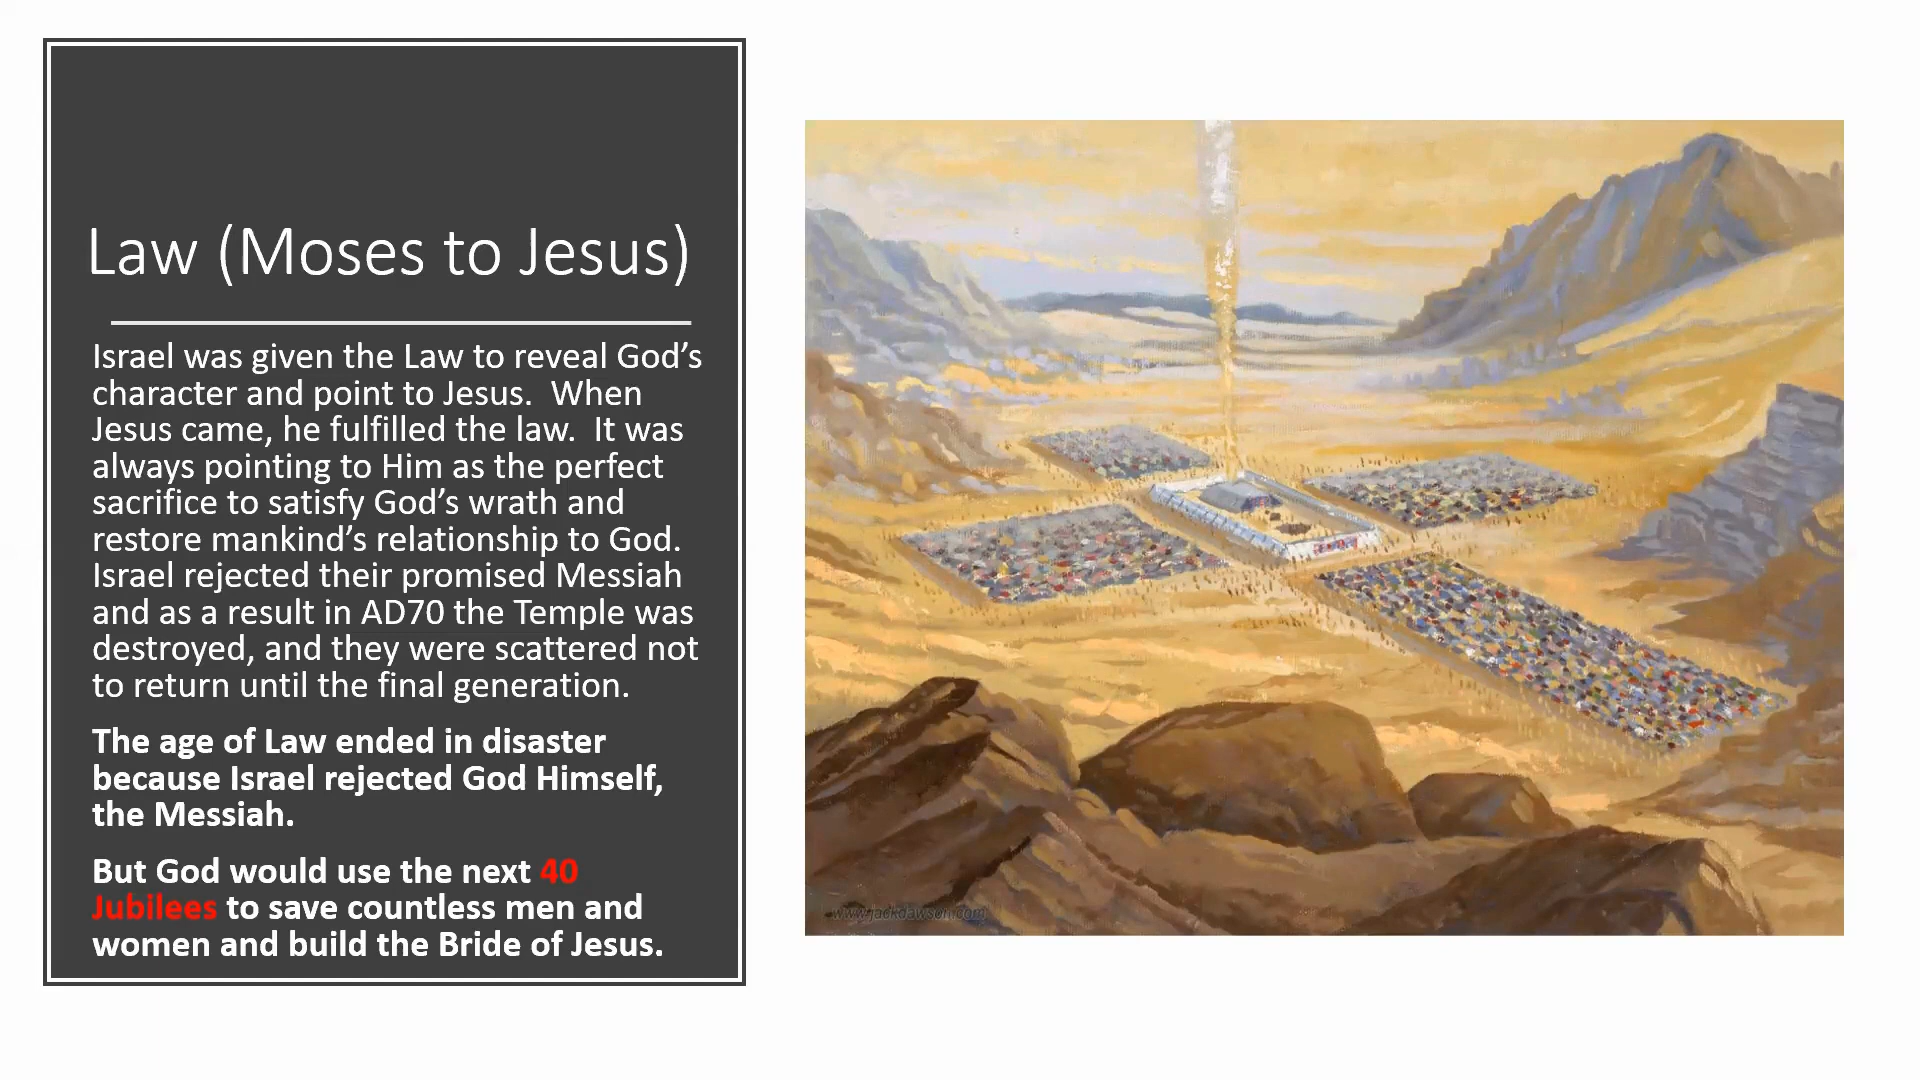 Law (Moses to Jesus)
Israel was given the Law to reveal God’s
character and point to Jesus.  When
Jesus came, he fulfilled the law.  It was
always pointing to Him as the perfect
sacrifice to satisfy God’s wrath and
restore mankind’s relationship to God.
Israel rejected their promised Messiah
and as a result in AD70 the Temple was
destroyed, and they were scattered not
to return until the final generation.
The age of Law ended in disaster
because Israel rejected God Himself,
the Messiah.
But God would use the next 40
Jubilees to save countless men and
women and build the Bride of Jesus.
www.jackdawson.com